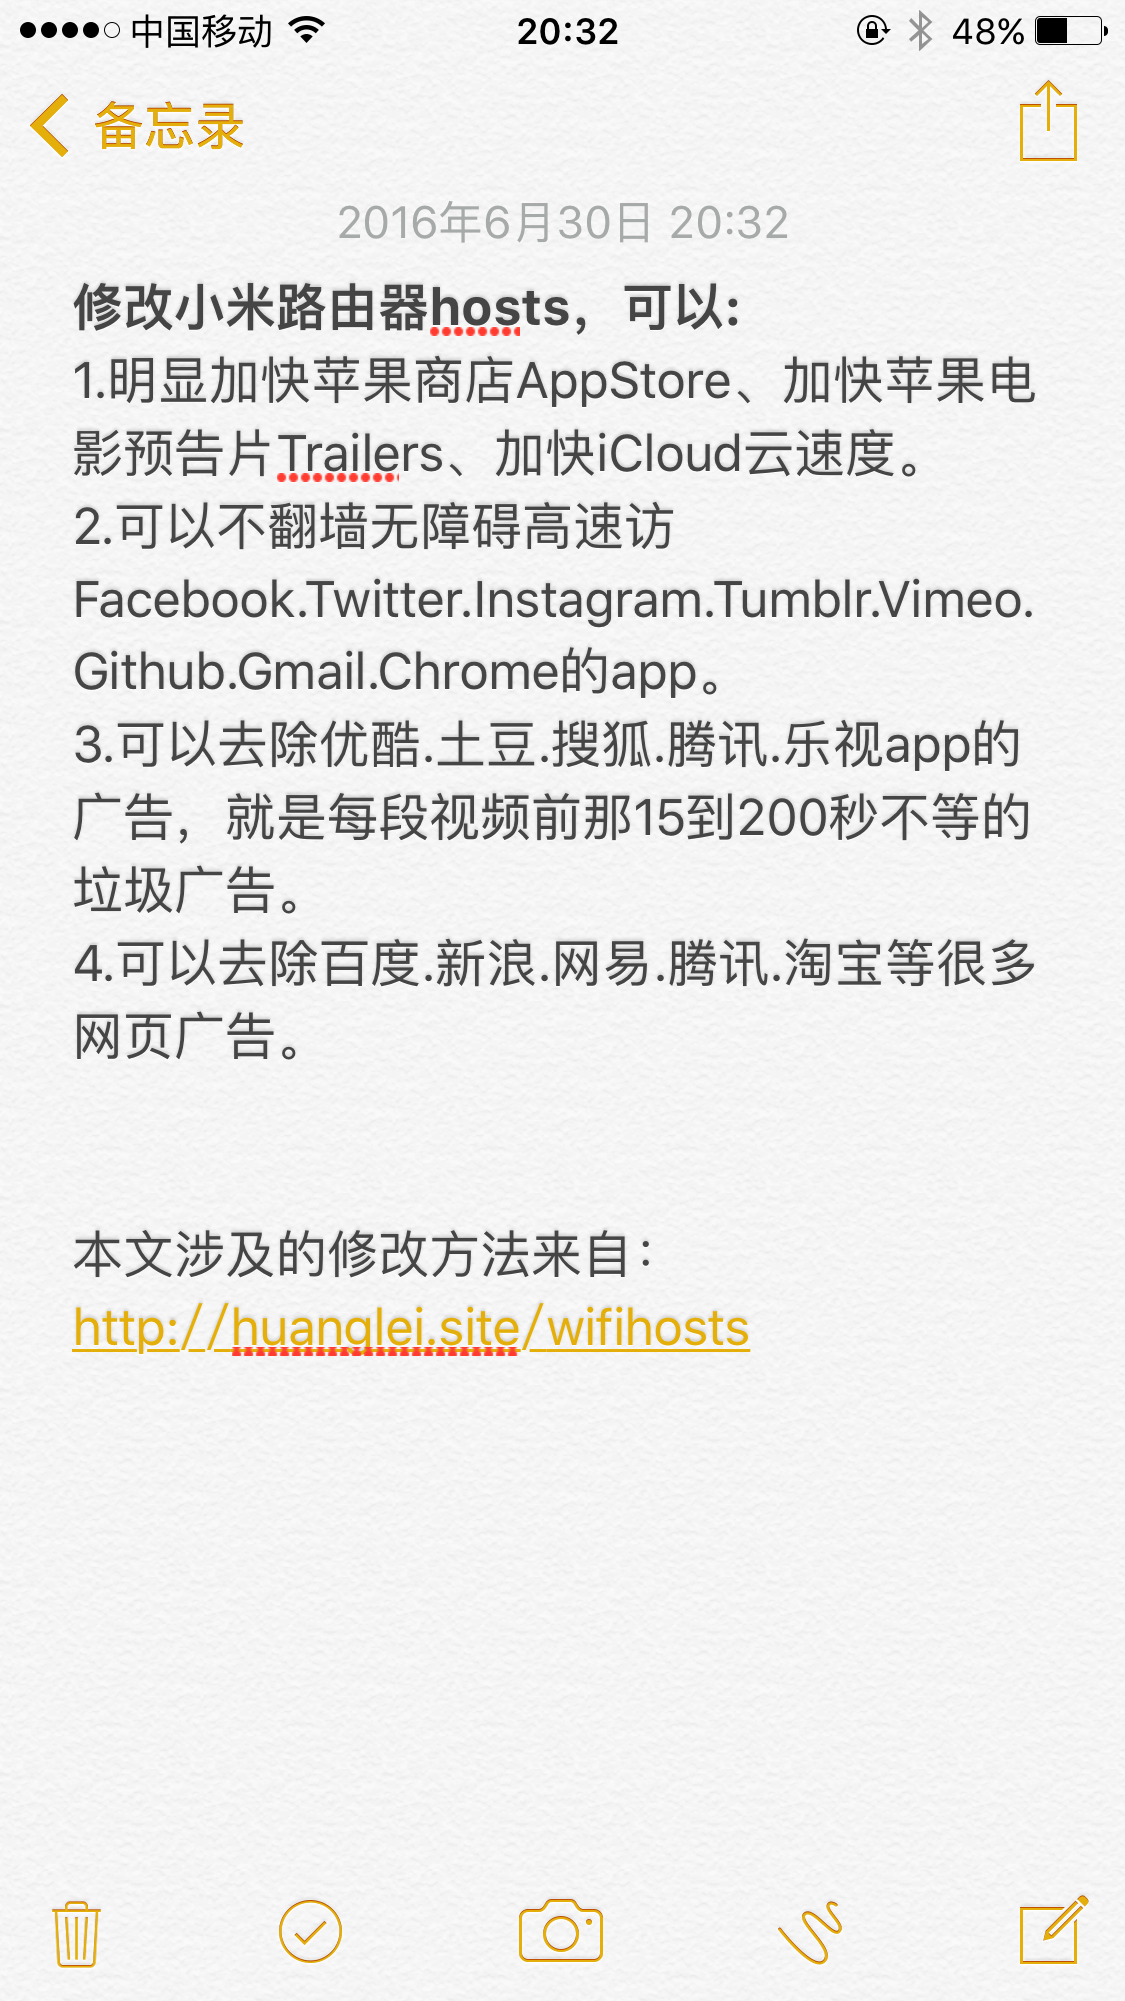 中国移动 20:32 48%
备忘录
2016年6月30日 20:32
修改小米路由器hosts，可以：
1.明显加快苹果商店AppStore、加快苹果电
影预告片Trailers、加快iCloud云速度。
2.可以不翻墙无障碍高速访
Facebook.Twitter.Instagram.Tumblr.Vimeo.
Github.Gmail.Chrome的app。
3.可以去除优酷.土豆.搜狐.腾讯.乐视app的
广告，就是每段视频前那15到200秒不等的
垃圾广告。
4.可以去除百度.新浪.网易.腾讯.淘宝等很多
网页广告。
本文涉及的修改方法来自：
http://huanglei.site/wifihosts